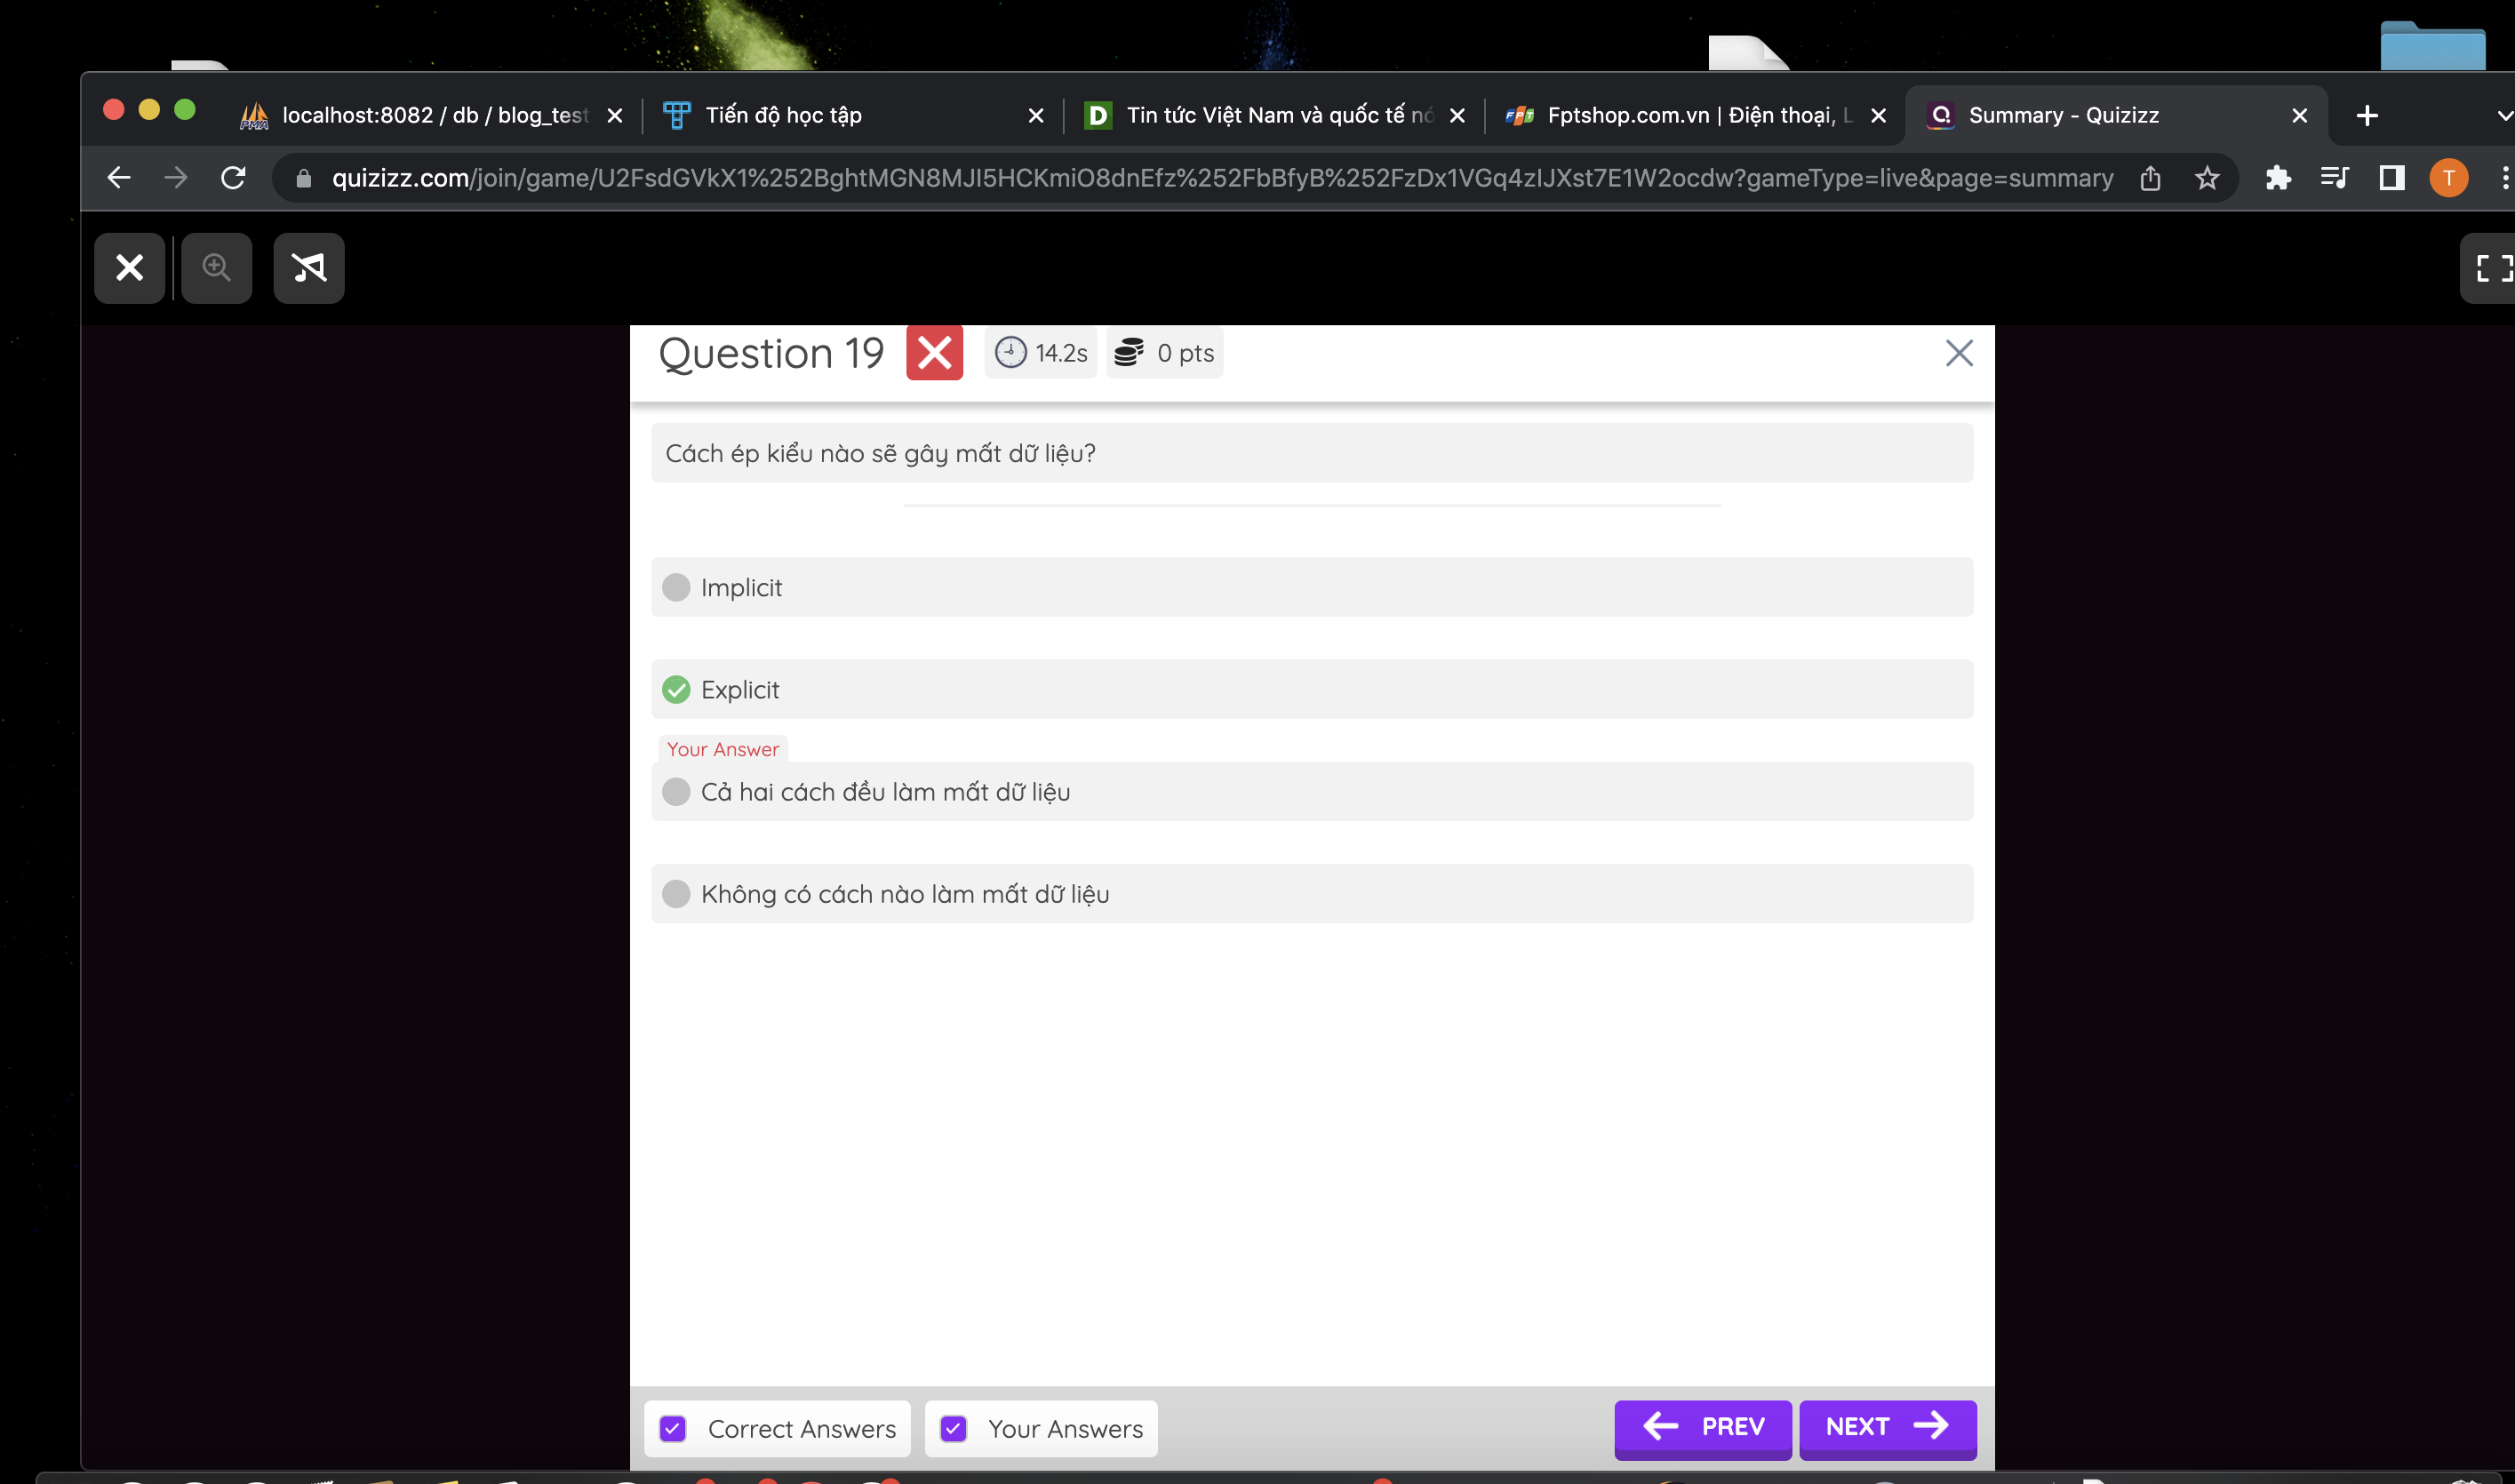 localhost:8082 / db / blog_test
Tiến độ học tập
D
Tin tức Việt Nam và quốc tế nó
Fptshop.com.vn | Điện thoại, L
Summary - Quizizz
quizizz.com/join/game/U2FsdGVkX1%252BghtMGN8MJI5HCKmiO8dnEfz%252FbBfyB%252FzDx1VGq4zIJXst7E1W2ocdw?gameType=live&page=summary
T
Question 19
14.2s
0 pts
Cách ép kiểu nào sẽ gây mất dữ liệu?
Implicit
Explicit
Your Answer
Cả hai cách đều làm mất dữ liệu
Không có cách nào làm mất dữ liệu
Correct Answers
Your Answers
PREV
NEXT